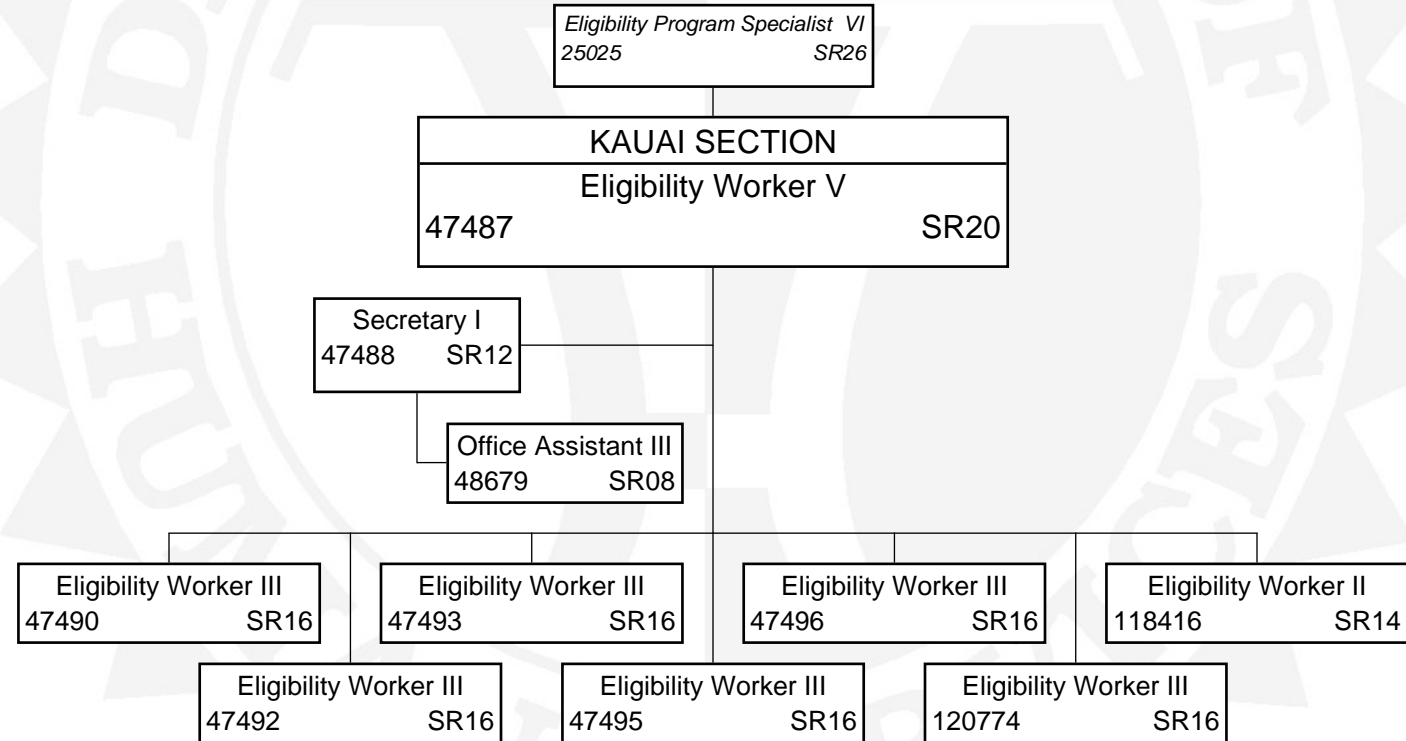 Eligibility Program Specialist VI
25025 SR26
KAUAI SECTION
Eligibility Worker V
47487 SR20
Secretary I
47488 SR12
Office Assistant III
48679 SR08
Eligibility Worker III
47490 SR16
Eligibility Worker III
47493 SR16
Eligibility Worker III
47496 SR16
Eligibility Worker II
118416 SR14
Eligibility Worker III
47492 SR16
Eligibility Worker III
47495 SR16
Eligibility Worker III
120774 SR16